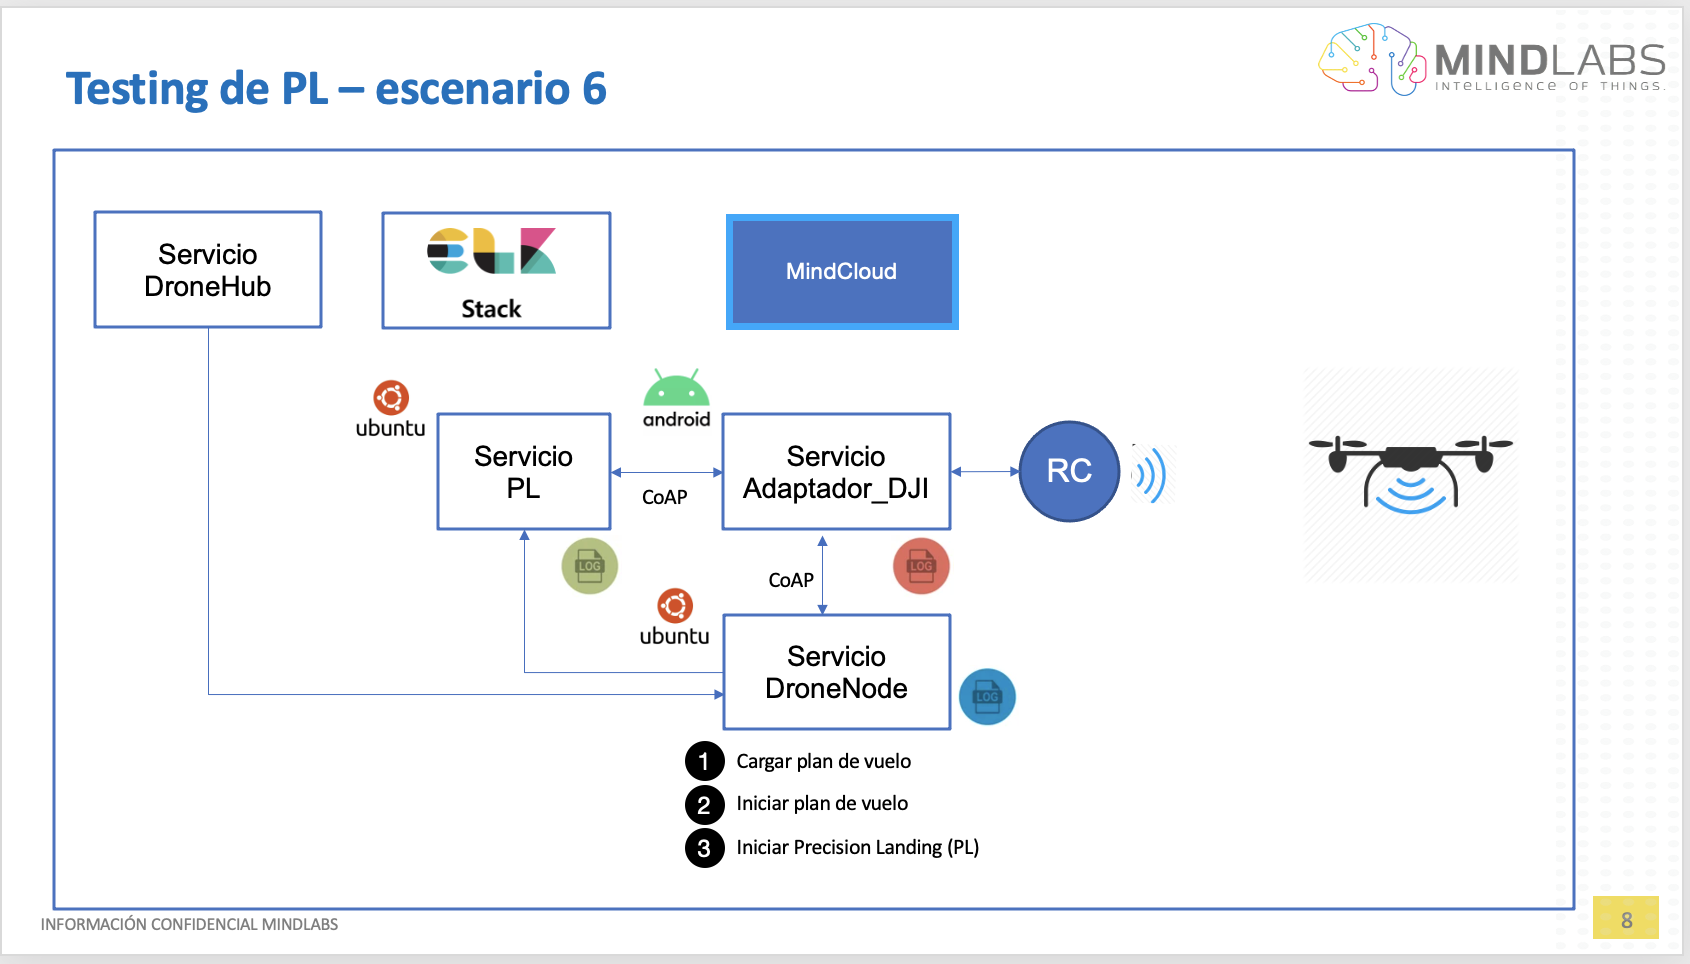 MINDLABS
INTELLIGENCE OF THINGS.
Testing de PL – escenario 6
Servicio
DroneHub
elk
Stack
MindCloud
ubuntu
android
Servicio
PL
CoAP
Servicio
Adaptador_DJI
RC
LOG
CoAP
LOG
ubuntu
Servicio
DroneNode
LOG
1 Cargar plan de vuelo
2 Iniciar plan de vuelo
3 Iniciar Precision Landing (PL)
INFORMACIÓN CONFIDENCIAL MINDLABS
8